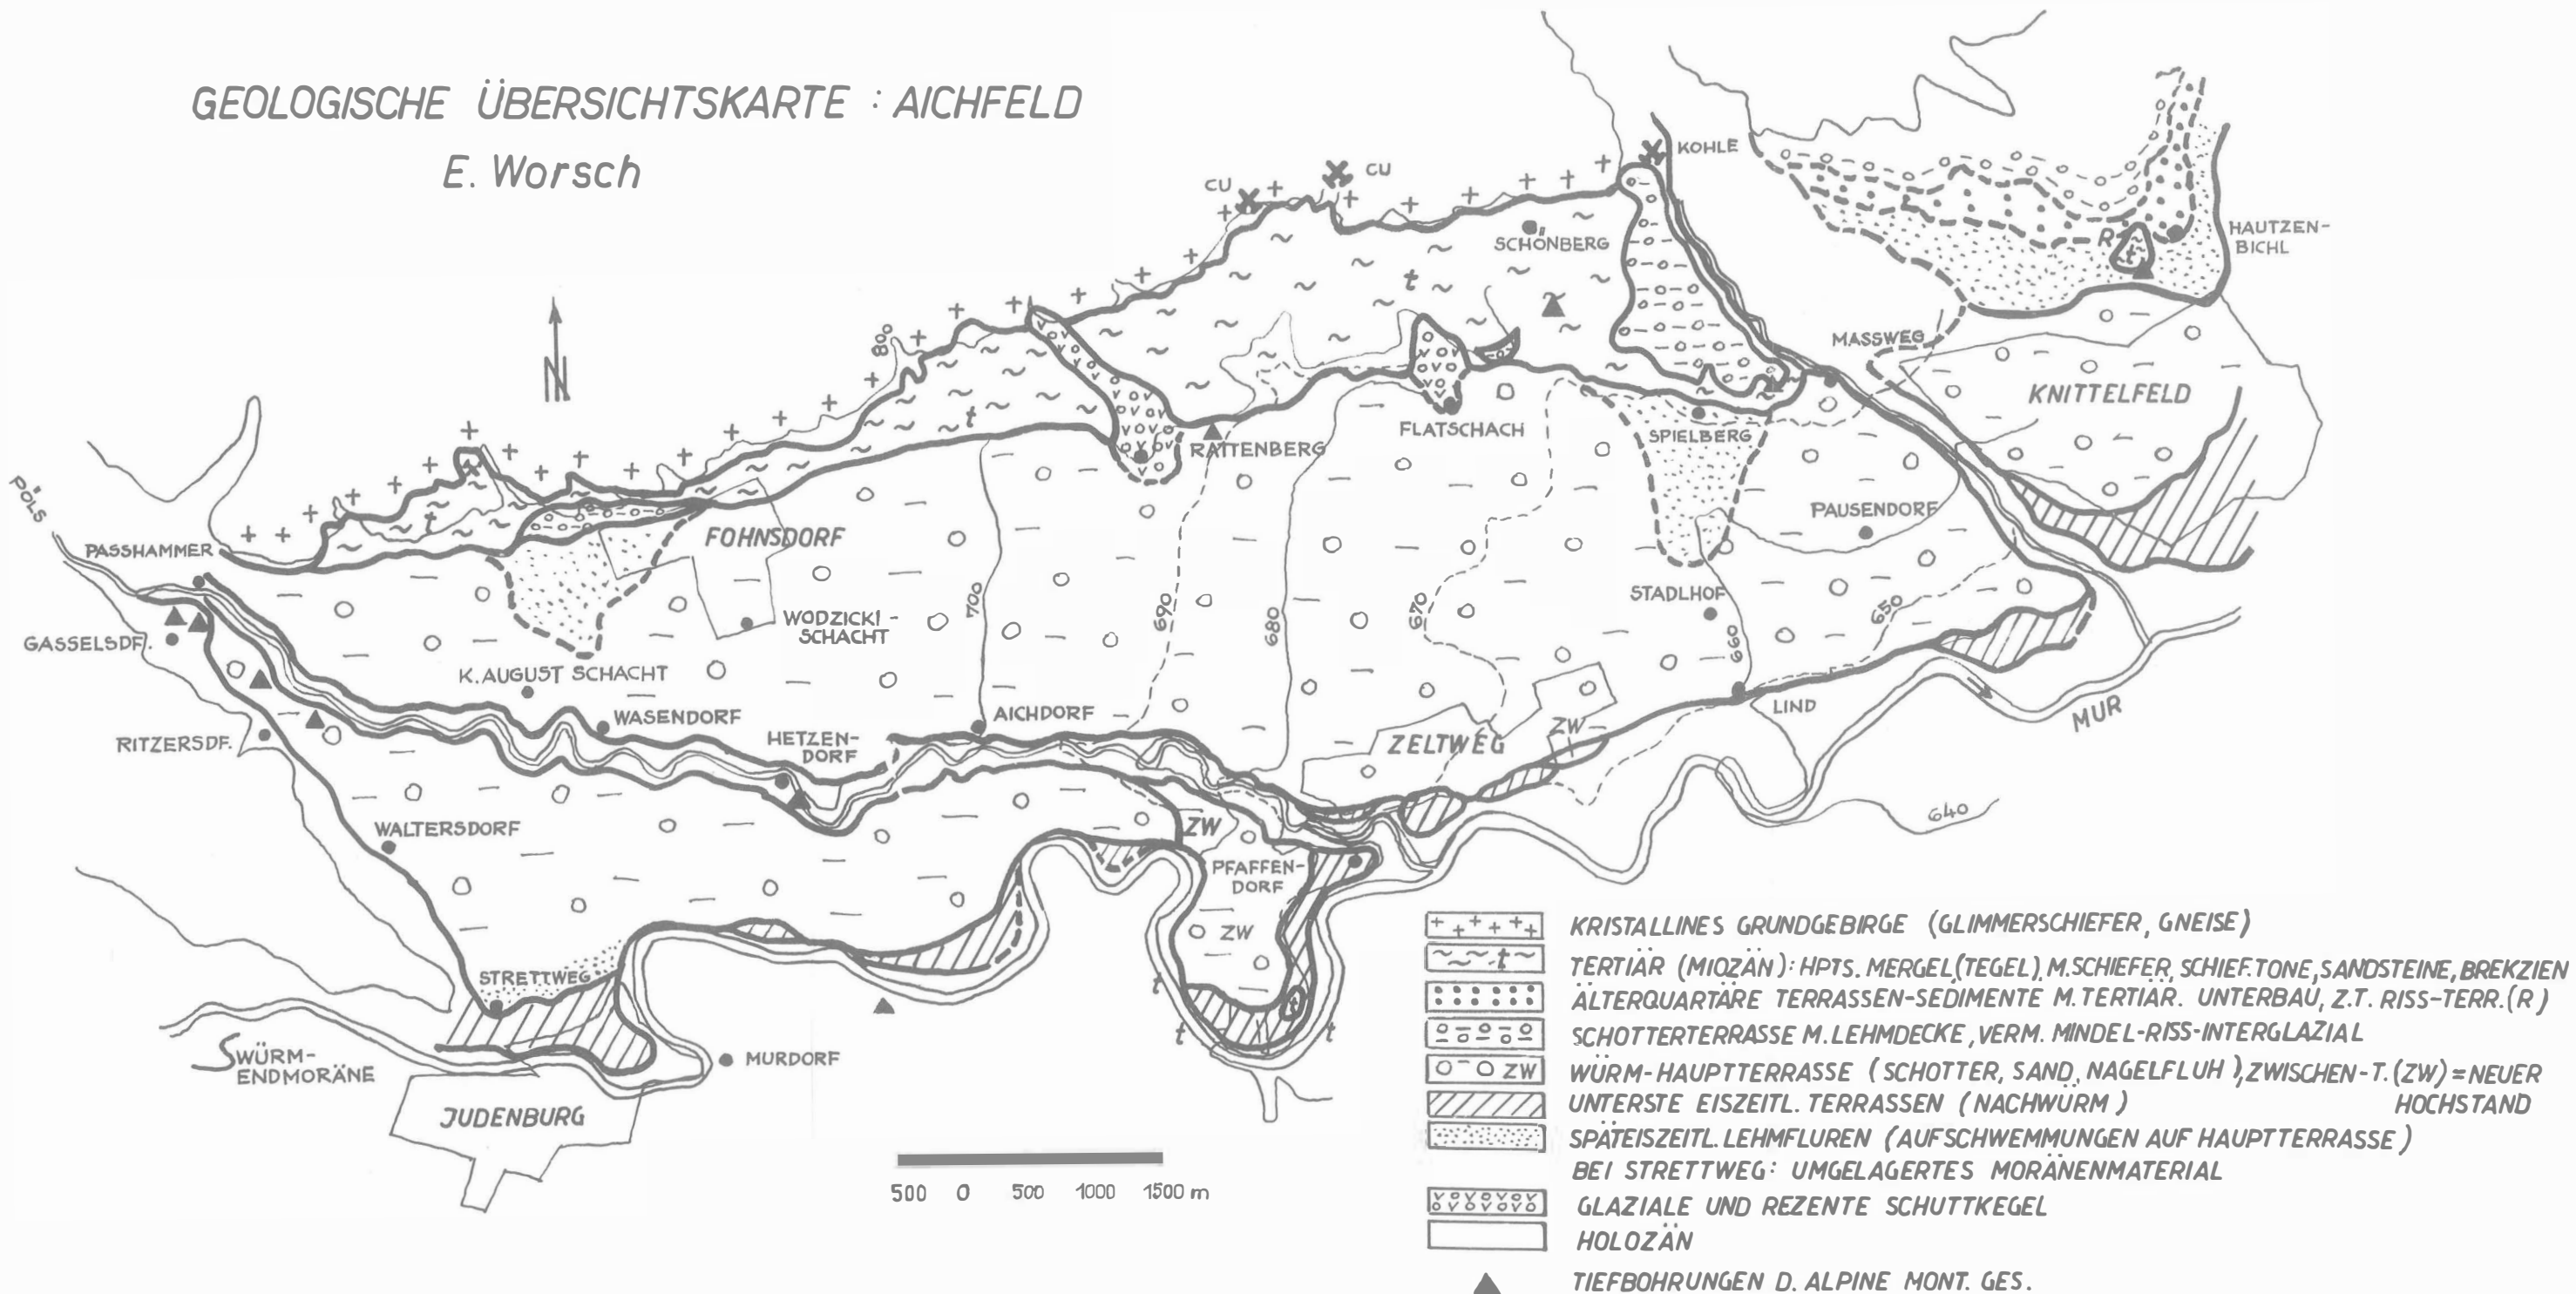 GEOLOGISCHE ÜBERSICHTSKARTE : AICHFELD
E. Worsch
CU
CU
KOHLE
SCHÖNBERG
HAUTZEN-
BICHL
R
t
t
800
MASSWEG
KNITTELFELD
N
t
FLATSCHACH
SPIELBERG
RATTENBERG
PÖLS
t
PAUSENDORF
FOHNSDORF
PASSHAMMER
700
690
680
670
660
650
STADLHOF
WODZICKI-
SCHACHT
GASSELSDF.
K. AUGUST SCHACHT
WASENDORF
AICHDORF
LIND
MUR
RITZERSDF.
HETZEN-
DORF
ZELTWEG
ZW
640
WALTERSDORF
ZW
PFAFFEN-
DORF
ZW
STRETTWEG
t
t
t
t
WÜRM-
ENDMORÄNE
MURDORF
JUDENBURG
500 0 500 1000 1500 m
KRISTALLINES GRUNDGEBIRGE (GLIMMERSCHIEFER, GNEISE)
t
TERTIÄR (MIOZÄN): HPTS. MERGEL(TEGEL), M.SCHIEFER, SCHIEF.TONE, SANDSTEINE, BREKZIEN
ÄLTERQUARTÄRE TERRASSEN-SEDIMENTE M. TERTIÄR. UNTERBAU, Z.T. RISS-TERR.(R)
SCHOTTERTERRASSE M. LEHMDECKE, VERM. MINDEL-RISS-INTERGLAZIAL
ZW
WÜRM-HAUPTTERRASSE (SCHOTTER, SAND, NAGELFLUH), ZWISCHEN-T.(ZW)=NEUER
HOCHSTAND
UNTERSTE EISZEITL. TERRASSEN (NACHWÜRM)
SPÄTEISZEITL. LEHMFLUREN (AUFSCHWEMMUNGEN AUF HAUPTTERRASSE)
BEI STRETTWEG: UMGELAGERTES MORÄNENMATERIAL
GLAZIALE UND REZENTE SCHUTTKEGEL
HOLOZÄN
TIEFBOHRUNGEN D. ALPINE MONT. GES.